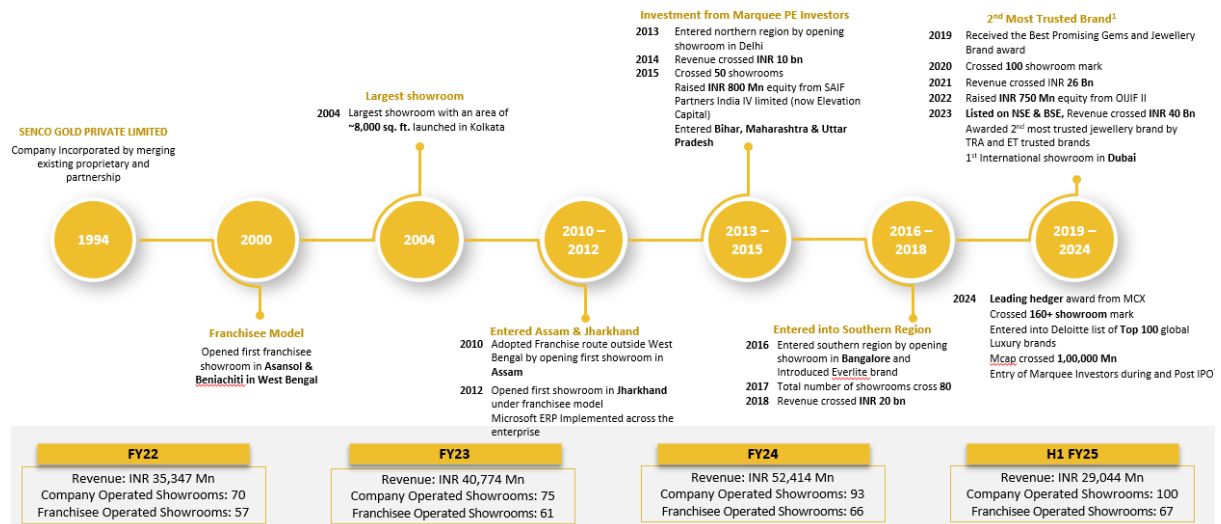 SENCO GOLD PRIVATE LIMITED
Company Incorporated by merging
existing proprietary and
partnership
1994
2000
Franchisee Model
Opened first franchisee
showroom in Asansol &
Beniachiti in West Bengal
Largest showroom
2004 Largest showroom with an area of
~8,000 sq. ft. launched in Kolkata
2004
2010 –
2012
Entered Assam & Jharkhand
2010 Adopted Franchise route outside West
Bengal by opening first showroom in
Assam
2012 Opened first showroom in Jharkhand
under franchisee model
Microsoft ERP Implemented across the
enterprise
Investment from Marquee PE Investors
2013 Entered northern region by opening
showroom in Delhi
2014 Revenue crossed INR 10 bn
2015 Crossed 50 showrooms
Raised INR 800 Mn equity from SAIF
Partners India IV limited (now Elevation
Capital)
Entered Bihar, Maharashtra & Uttar
Pradesh
2013 –
2015
2016 –
2018
Entered into Southern Region
2016 Entered southern region by opening
showroom in Bangalore and
Introduced Everlite brand
2017 Total number of showrooms cross 80
2018 Revenue crossed INR 20 bn
2nd Most Trusted Brand1
2019 Received the Best Promising Gems and Jewellery
Brand award
2020 Crossed 100 showroom mark
2021 Revenue crossed INR 26 Bn
2022 Raised INR 750 Mn equity from OIJIF II
2023 Listed on NSE & BSE, Revenue crossed INR 40 Bn
Awarded 2nd most trusted jewellery brand by
TRA and ET trusted brands
1st International showroom in Dubai
2019 –
2024
2024 Leading hedger award from MCX
Crossed 160+ showroom mark
Entered into Deloitte list of Top 100 global
Luxury brands
Mcap crossed 1,00,000 Mn
Entry of Marquee Investors during and Post IPO
FY22
Revenue: INR 35,347 Mn
Company Operated Showrooms: 70
Franchisee Operated Showrooms: 57
FY23
Revenue: INR 40,774 Mn
Company Operated Showrooms: 75
Franchisee Operated Showrooms: 61
FY24
Revenue: INR 52,414 Mn
Company Operated Showrooms: 93
Franchisee Operated Showrooms: 66
H1 FY25
Revenue: INR 29,044 Mn
Company Operated Showrooms: 100
Franchisee Operated Showrooms: 67